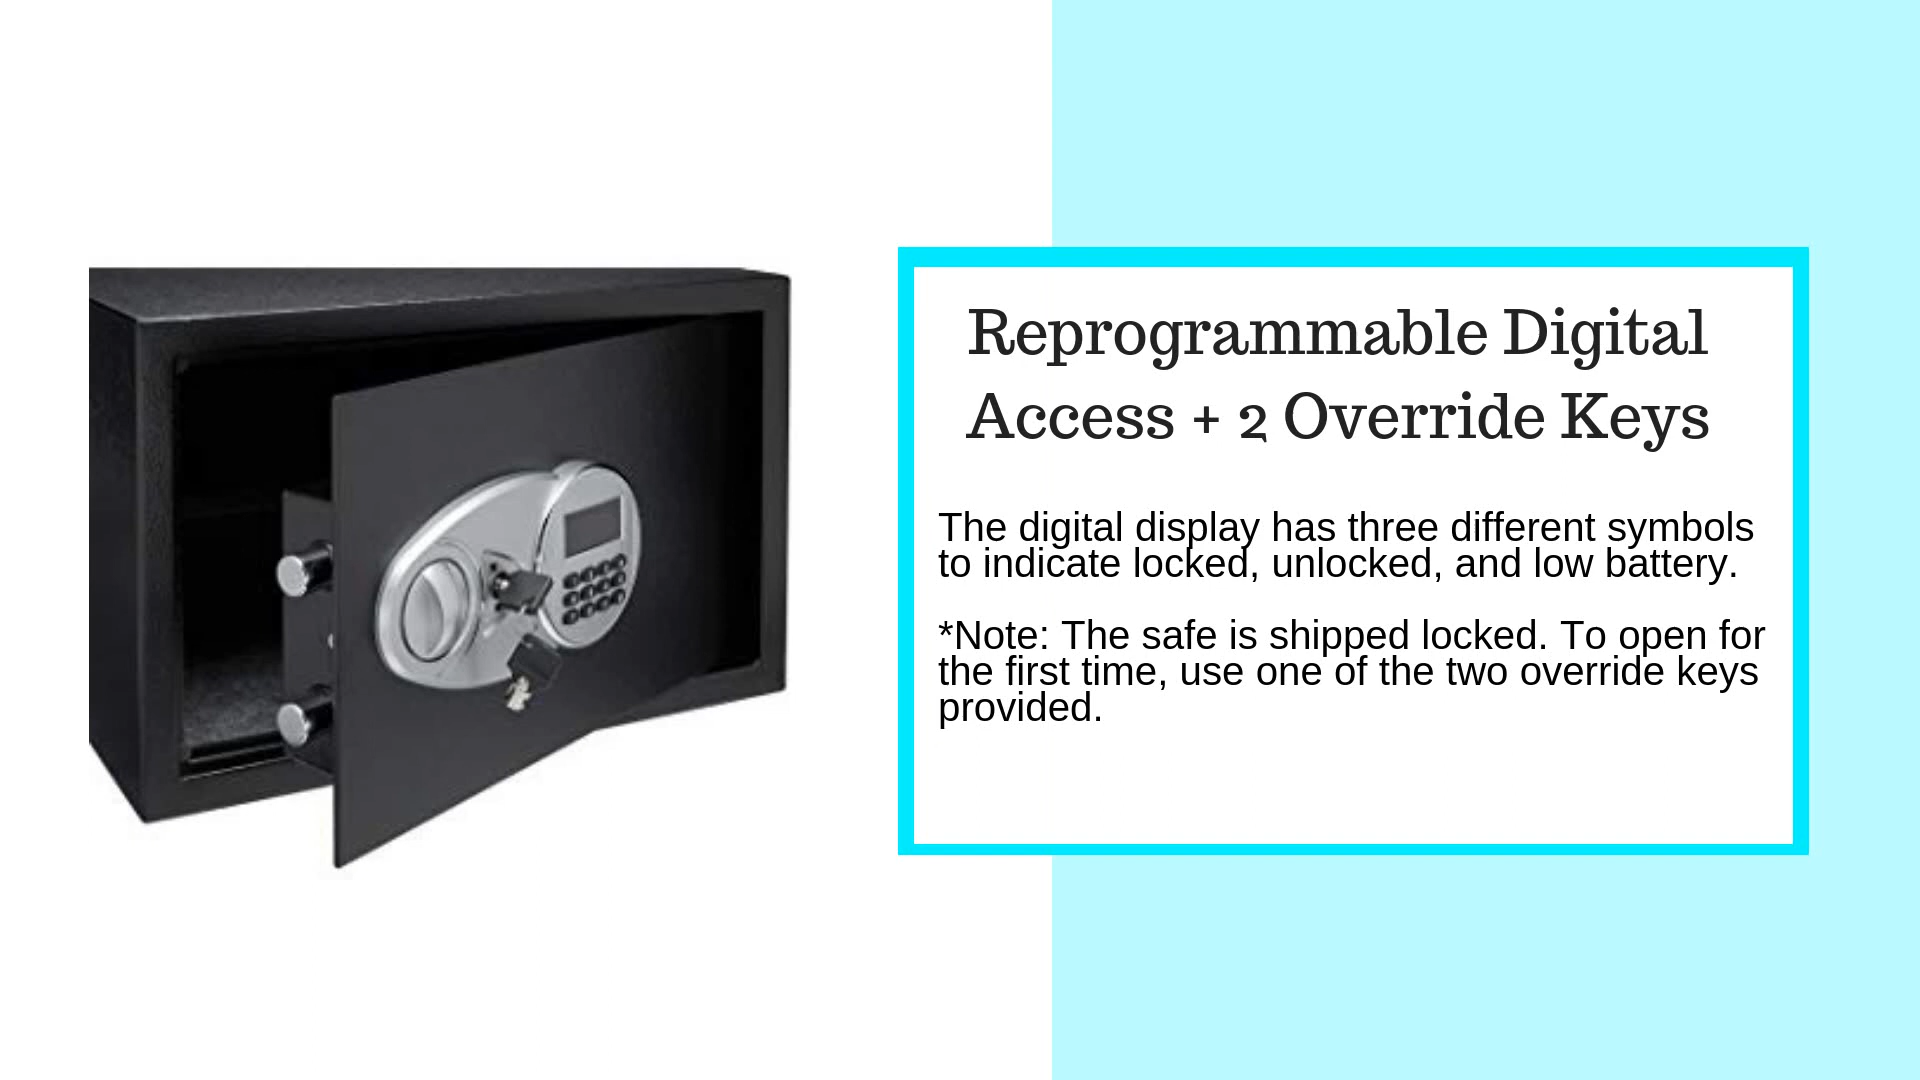 Reprogrammable Digital
Access + 2 Override Keys
The digital display has three different symbols
to indicate locked, unlocked, and low battery.
*Note: The safe is shipped locked. To open for
the first time, use one of the two override keys
provided.